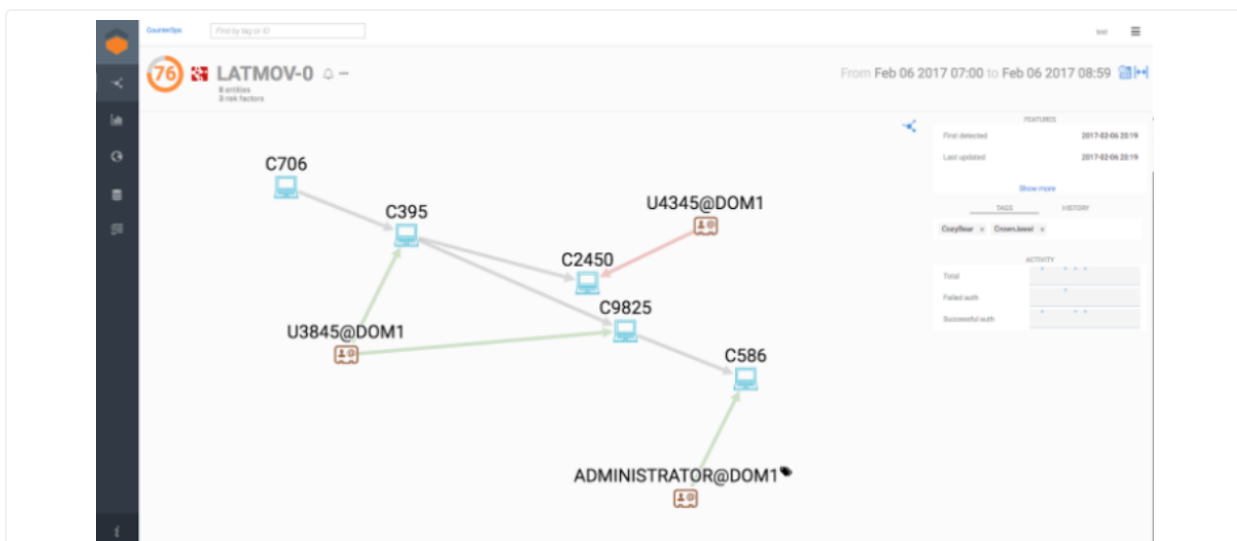 CounterOps
Find by tag or ID
test
76 LATMOV-0
8 entities
3 risk factors
From Feb 06 2017 07:00 to Feb 06 2017 08:59
FEATURES
First detected 2017-02-06 20:19
Last updated 2017-02-06 20:19
Show more
TAGS HISTORY
CozyBear × CrownJewel ×
ACTIVITY
Total
Failed auth
Successful auth
C706
C395
U4345@DOM1
C2450
C9825
U3845@DOM1
C586
ADMINISTRATOR@DOM1